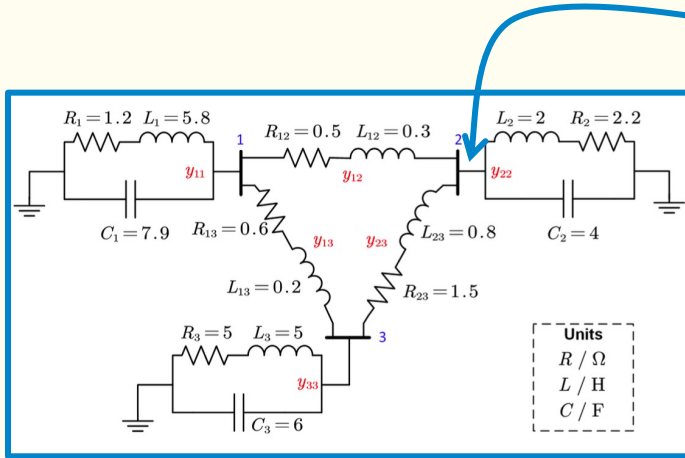 R₁=1.2 L₁=5.8
1
R₁₂=0.5 L₁₂=0.3
2
L₂=2 R₂=2.2
y₁₁
y₁₂
y₂₂
C₁=7.9
R₁₃=0.6
y₁₃
y₂₃
L₂₃=0.8
C₂=4
L₁₃=0.2
R₂₃=1.5
R₃=5 L₃=5
3
y₃₃
C₃=6
Units
R / Ω
L / H
C / F